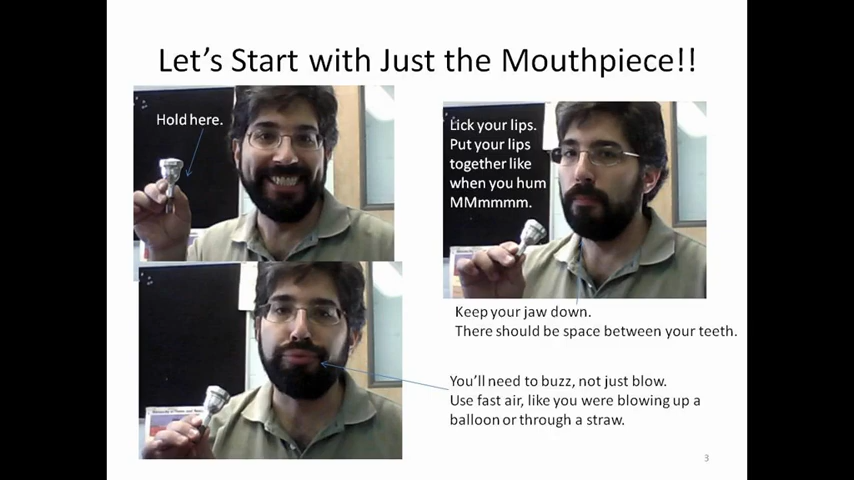 Let's Start with Just the Mouthpiece!!
Hold here.
Lick your lips.
Put your lips
together like
when you hum
MMmmmm.
Keep your jaw down.
There should be space between your teeth.
You'll need to buzz, not just blow.
Use fast air, like you were blowing up a
balloon or through a straw.
3